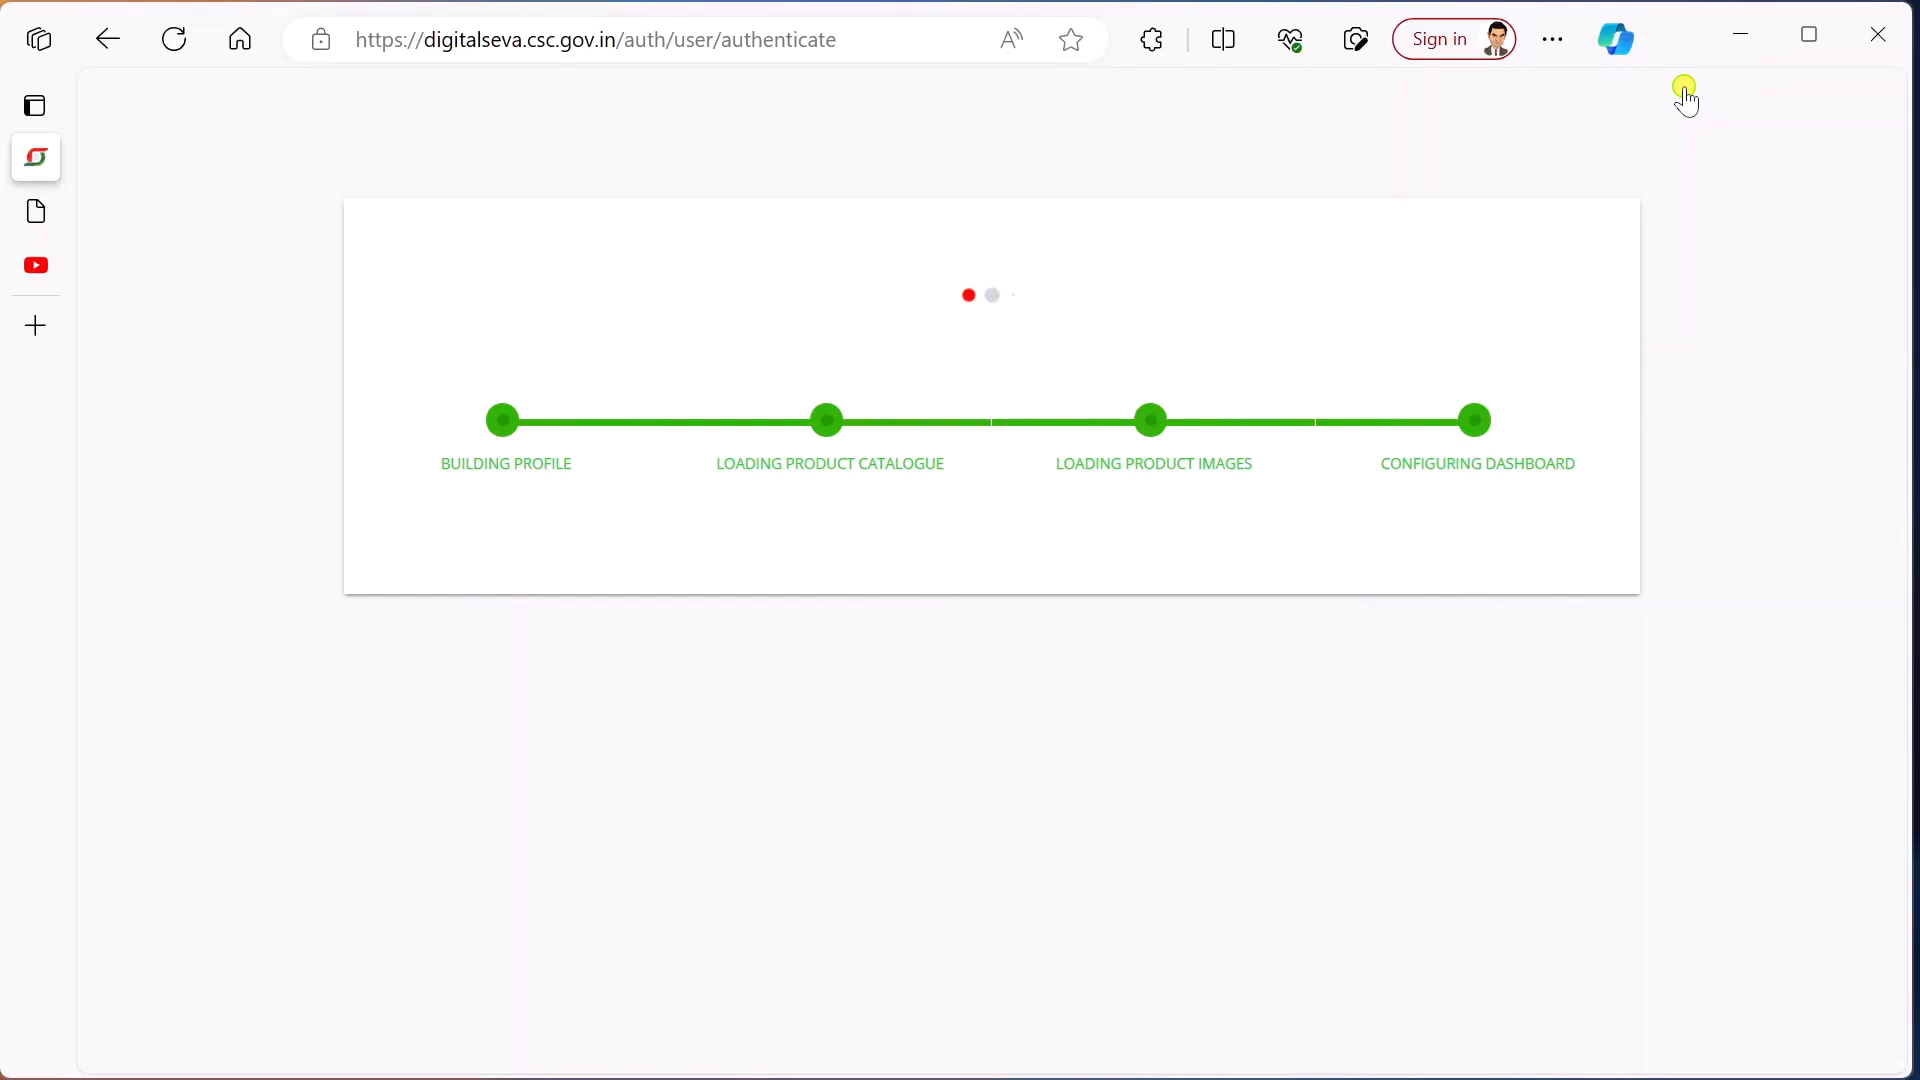 https://digitalseva.csc.gov.in/auth/user/authenticate
Sign in
BUILDING PROFILE
LOADING PRODUCT CATALOGUE
LOADING PRODUCT IMAGES
CONFIGURING DASHBOARD